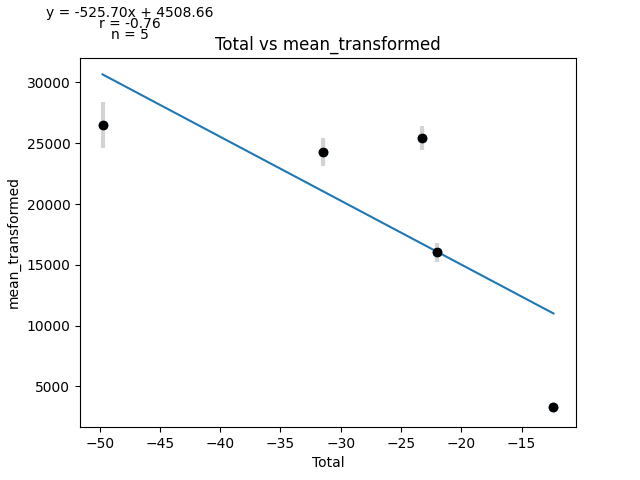 y = -525.70x + 4508.66
r = -0.76
n = 5
Total vs mean_transformed
30000
25000
20000
15000
10000
5000
mean_transformed
−50 −45 −40 −35 −30 −25 −20 −15
Total